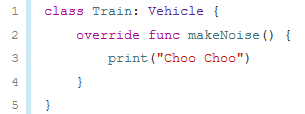 1 class Train: Vehicle {
2     override func makeNoise() {
3         print("Choo Choo")
4     }
5 }